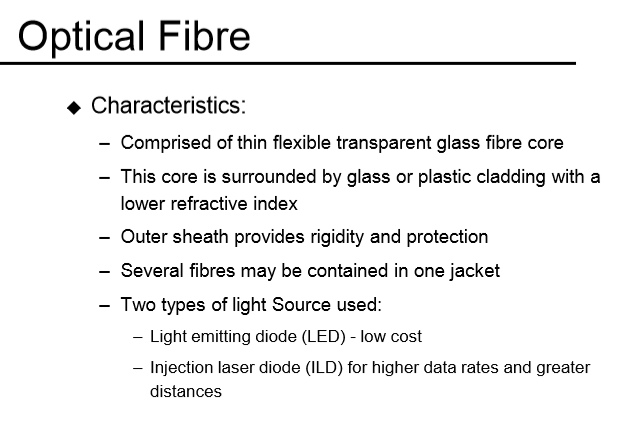 Optical Fibre
◆ Characteristics:
– Comprised of thin flexible transparent glass fibre core
– This core is surrounded by glass or plastic cladding with a
lower refractive index
– Outer sheath provides rigidity and protection
– Several fibres may be contained in one jacket
– Two types of light Source used:
– Light emitting diode (LED) - low cost
– Injection laser diode (ILD) for higher data rates and greater
distances